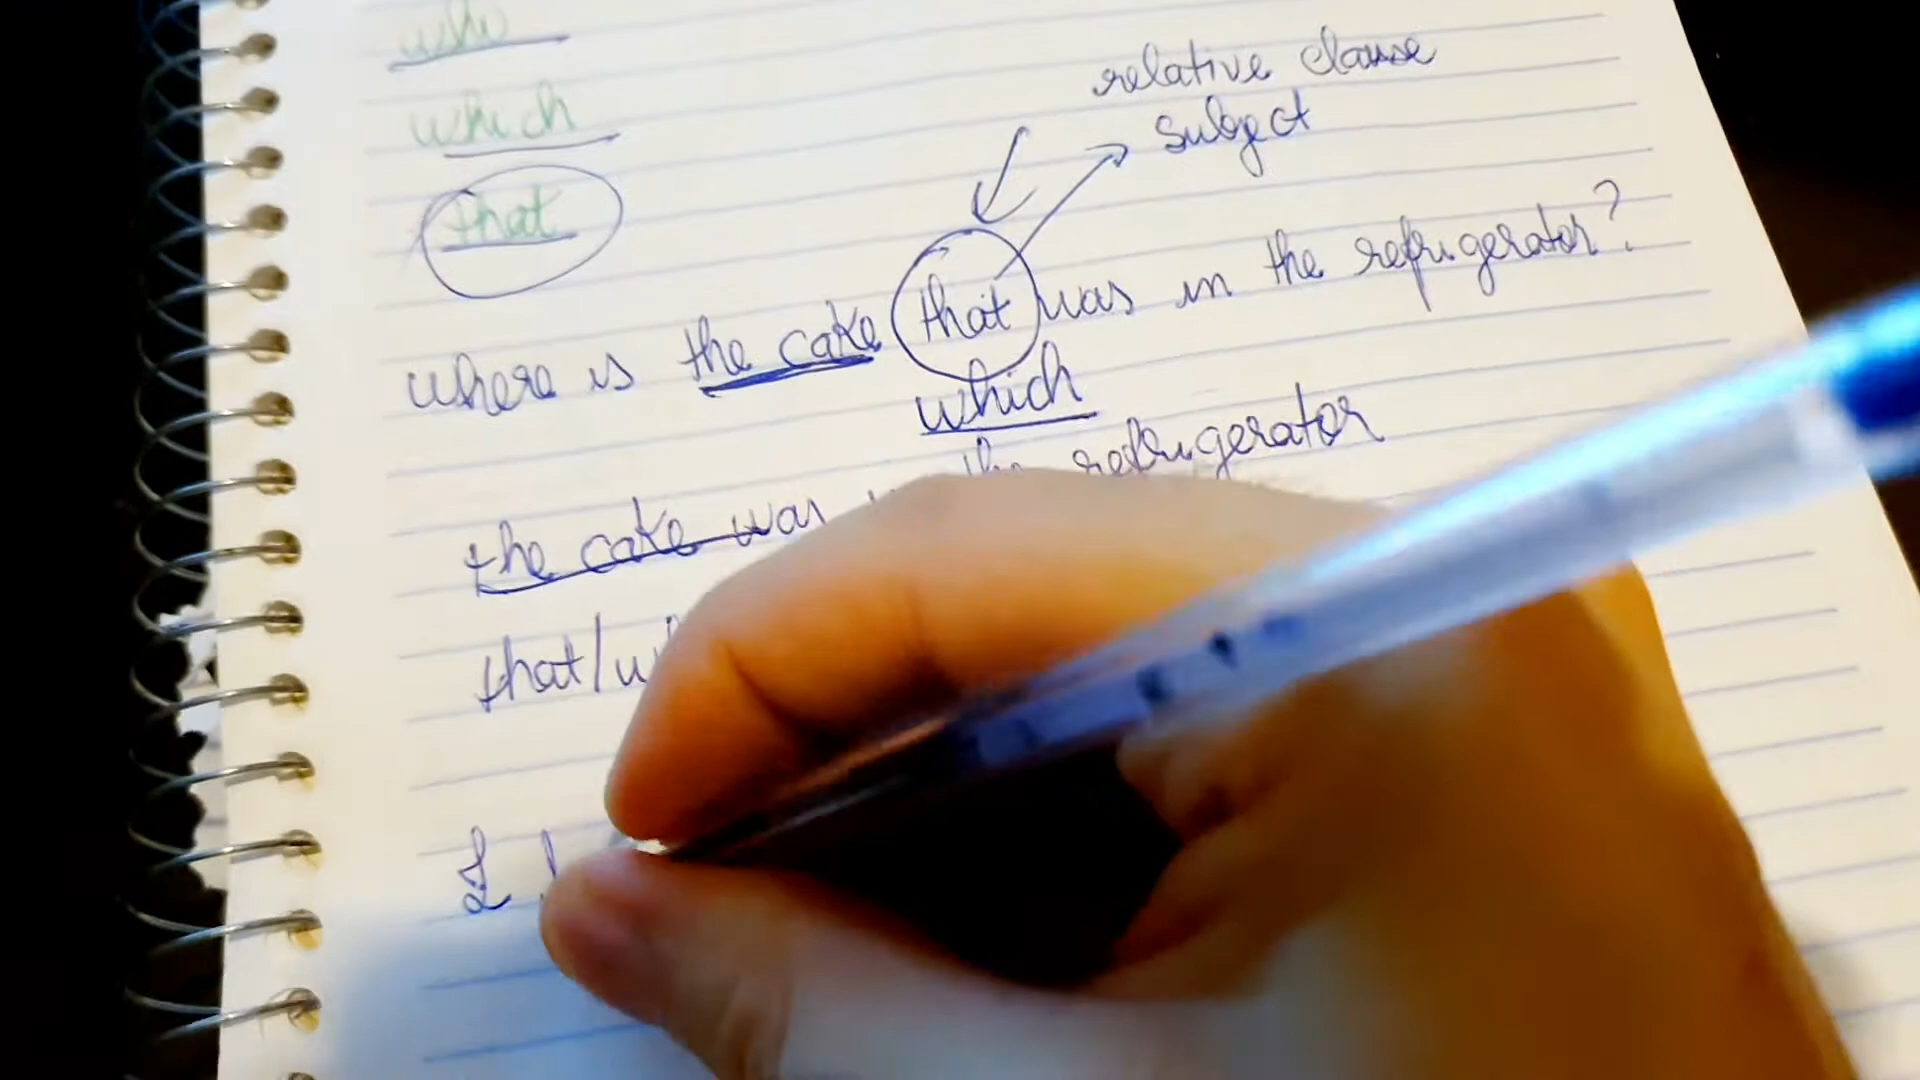 who
which
that
relative clause
subject
where is the cake that was in the refrigerator?
which
the cake was the refrigerator
that/
I